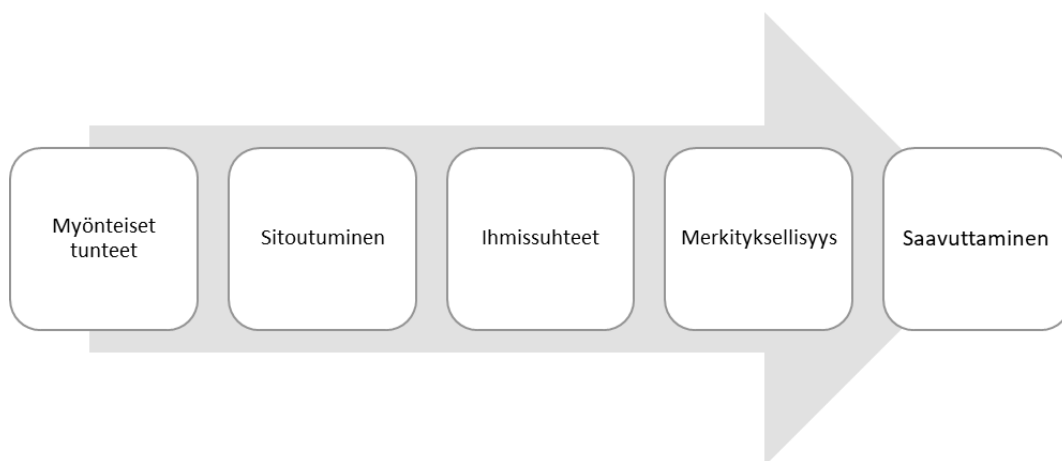 Myönteiset
tunteet
Sitoutuminen
Ihmissuhteet
Merkityksellisyys
Saavuttaminen